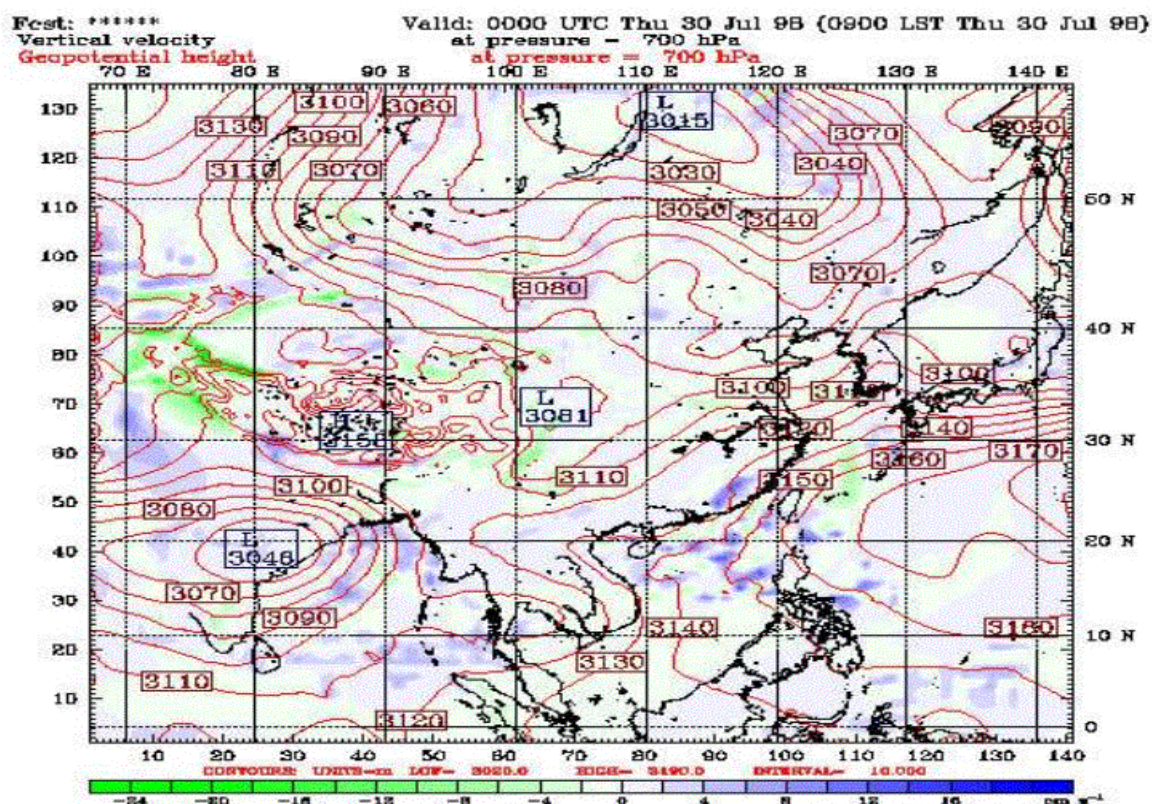 Fcst: ****** Valid: 0000 UTC Thu 30 Jul 98 (0900 LST Thu 30 Jul 98)
Vertical velocity at pressure = 700 hPa
Geopotential height at pressure = 700 hPa
70 E 80 E 90 E 100 E 110 E 120 E 130 E 140 E
130 3130 3100 3060 L
3090 3015 3070 3090
120 3110 3070 3030 3040
110 3050 3040 50 N
100 3070
90 3080
40 N
80
3100 3100
70 L
3081
H 3140
30 N
60 3110 3160 3170
3100 3150
50 3080
40 L 20 N
3048
30 3070
3090 3140 3180 10 N
20 3130
3110
10 3120 0
10 20 30 40 50 60 70 80 90 100 110 120 130 140
CONTOURS: UNITS=m LOW= 3020.0 HIGH= 3190.0 INTERVAL= 10.000
-24 -20 -16 -12 -8 -4 0 4 8 12 16 cm s⁻¹